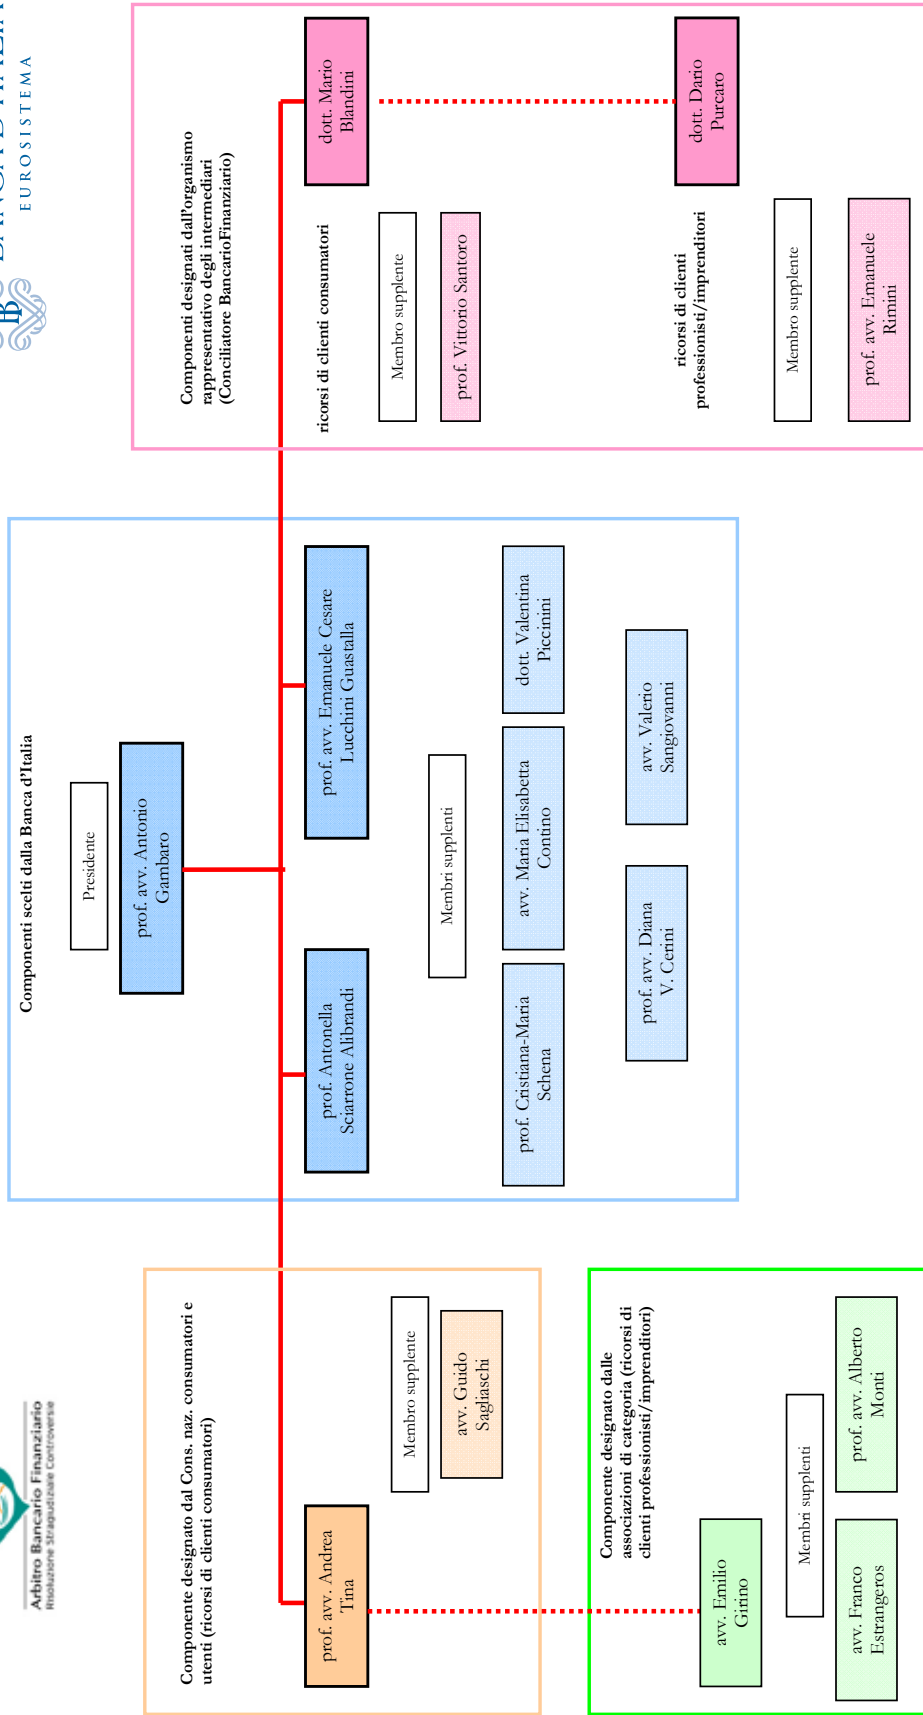 Arbitro Bancario Finanziario
Risoluzione Stragiudiziale Controversie
EUROSISTEMA
Componenti scelti dalla Banca d'Italia
Presidente
prof. avv. Antonio
Gambaro
prof. Antonella
Sciarrone Alibrandi
prof. avv. Emanuele Cesare
Lucchini Guastalla
Membri supplenti
prof. Cristiana-Maria
Schena
avv. Maria Elisabetta
Contino
dott. Valentina
Piccinini
prof. avv. Diana
V. Cerini
avv. Valerio
Sangiovanni
Componente designato dal Cons. naz. consumatori e
utenti (ricorsi di clienti consumatori)
prof. avv. Andrea
Tina
Membro supplente
avv. Guido
Sagliaschi
Componente designato dalle
associazioni di categoria (ricorsi di
clienti professionisti/imprenditori)
avv. Emilio
Girino
Membri supplenti
avv. Franco
Estrangeros
prof. avv. Alberto
Monti
Componenti designati dall'organismo
rappresentativo degli intermediari
(Conciliatore BancarioFinanziario)
dott. Mario
Blandini
ricorsi di clienti consumatori
Membro supplente
prof. Vittorio Santoro
dott. Dario
Purcaro
ricorsi di clienti
professionisti/imprenditori
Membro supplente
prof. avv. Emanuele
Rimini